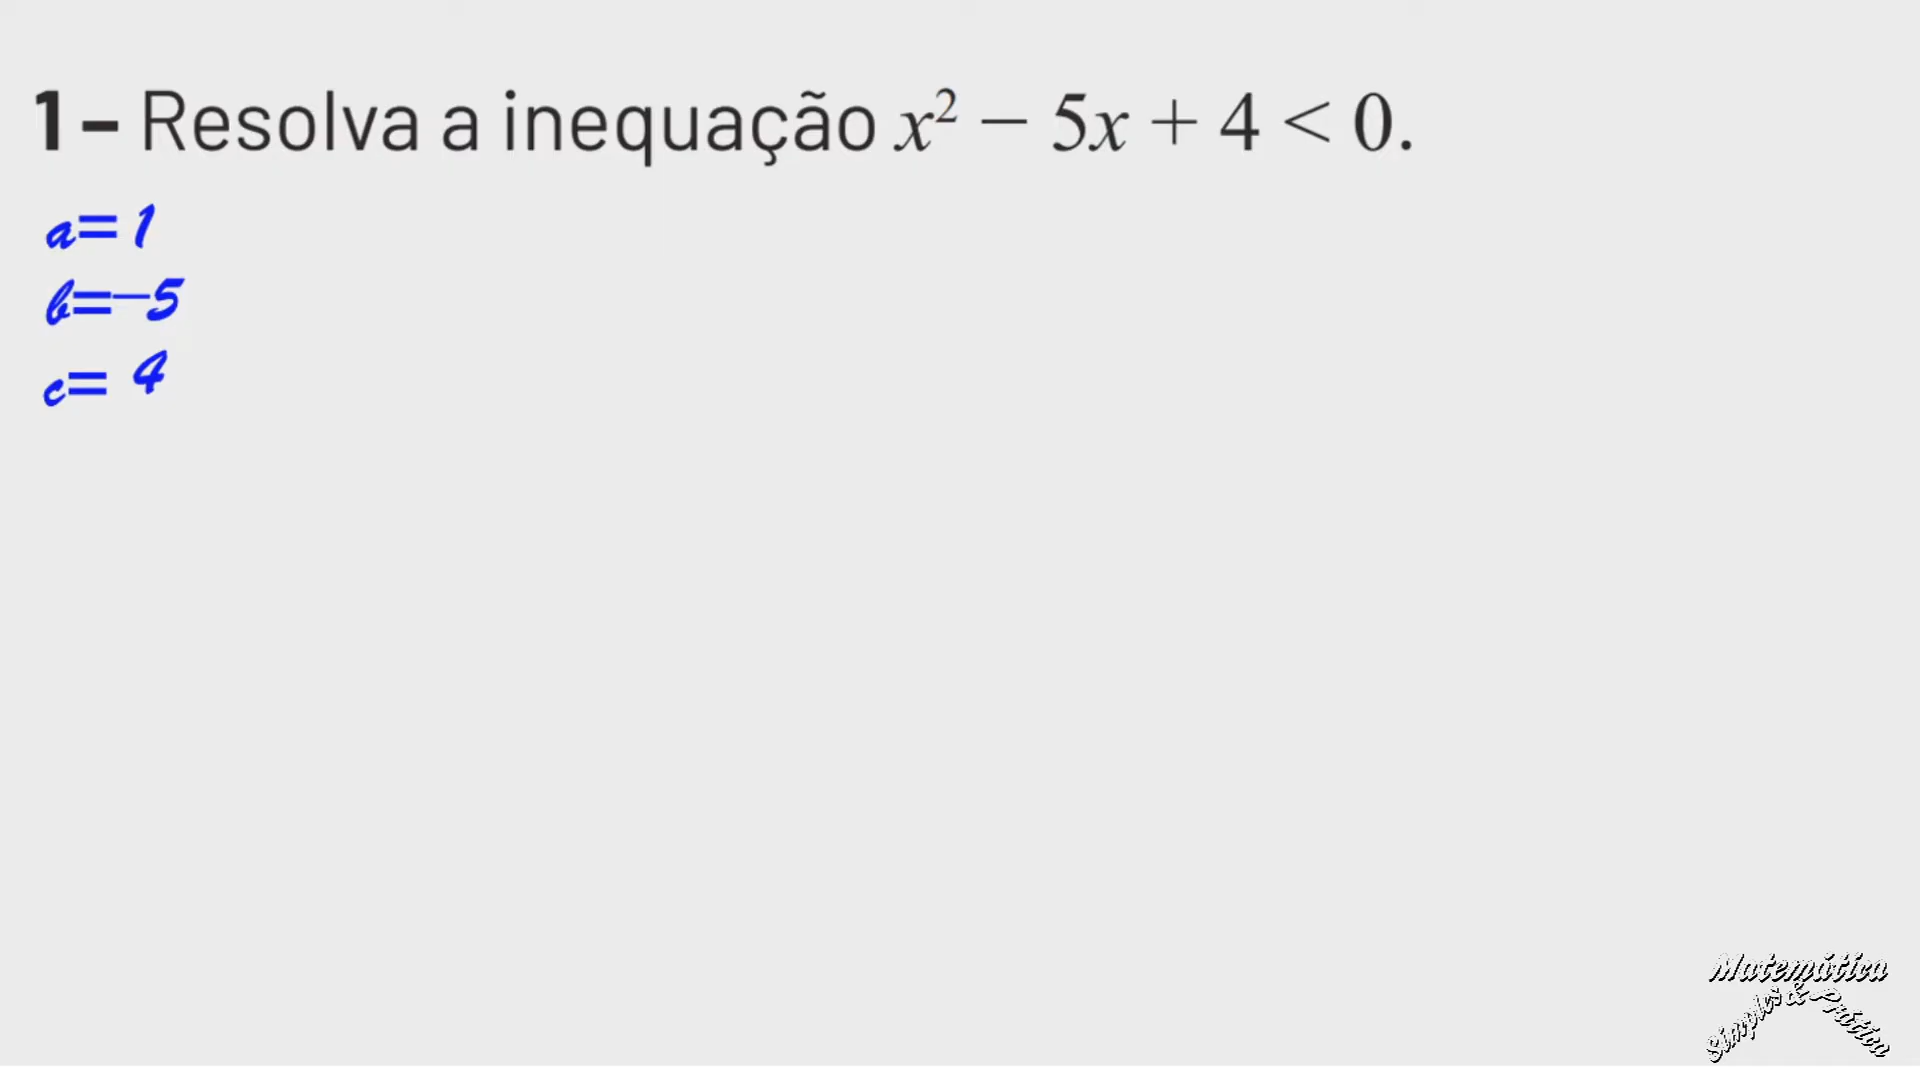 1 – Resolva a inequação x² − 5x + 4 < 0.
a= 1
b=−5
c= 4
Matemática
Simples & Prática